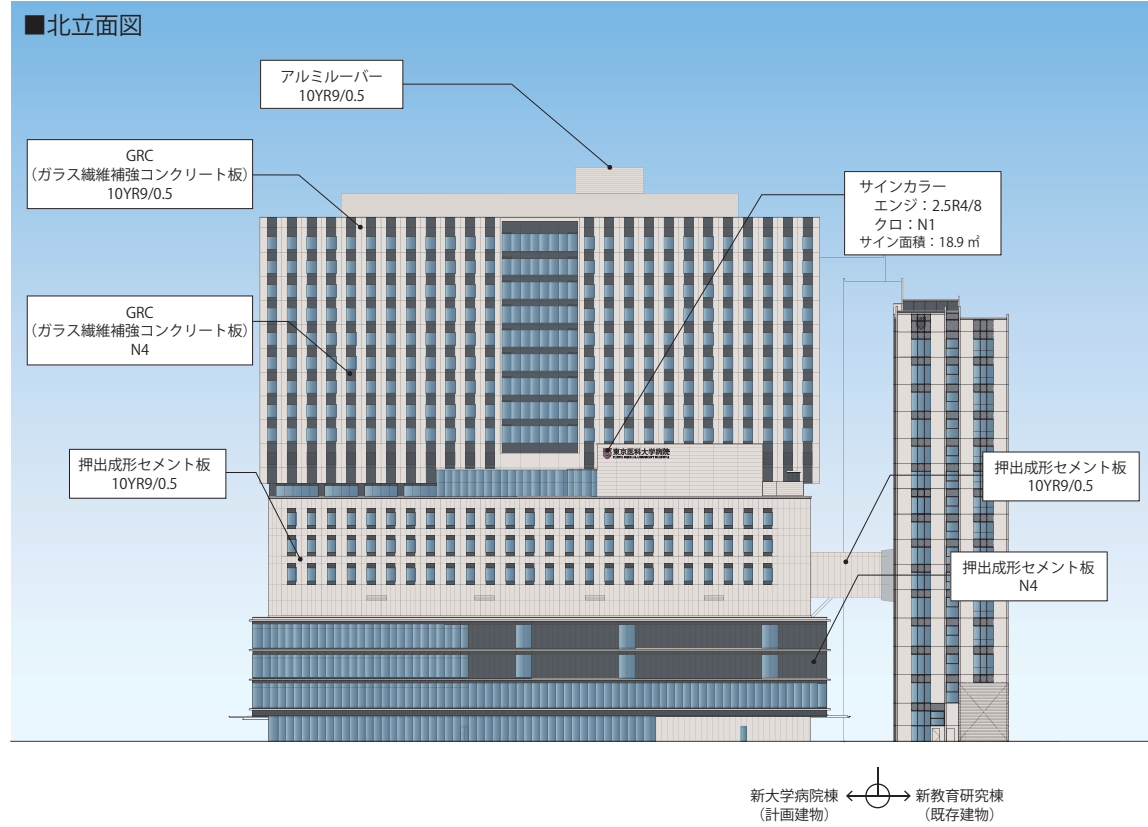 ■北立面図
アルミルーバー
10YR9/0.5
GRC
（ガラス繊維補強コンクリート板）
10YR9/0.5
サインカラー
エンジ：2.5R4/8
クロ：N1
サイン面積：18.9 ㎡
GRC
（ガラス繊維補強コンクリート板）
N4
東京医科大学病院
TOKYO MEDICAL UNIVERSITY HOSPITAL
押出成形セメント板
10YR9/0.5
押出成形セメント板
10YR9/0.5
押出成形セメント板
N4
新大学病院棟
（計画建物）
新教育研究棟
（既存建物）